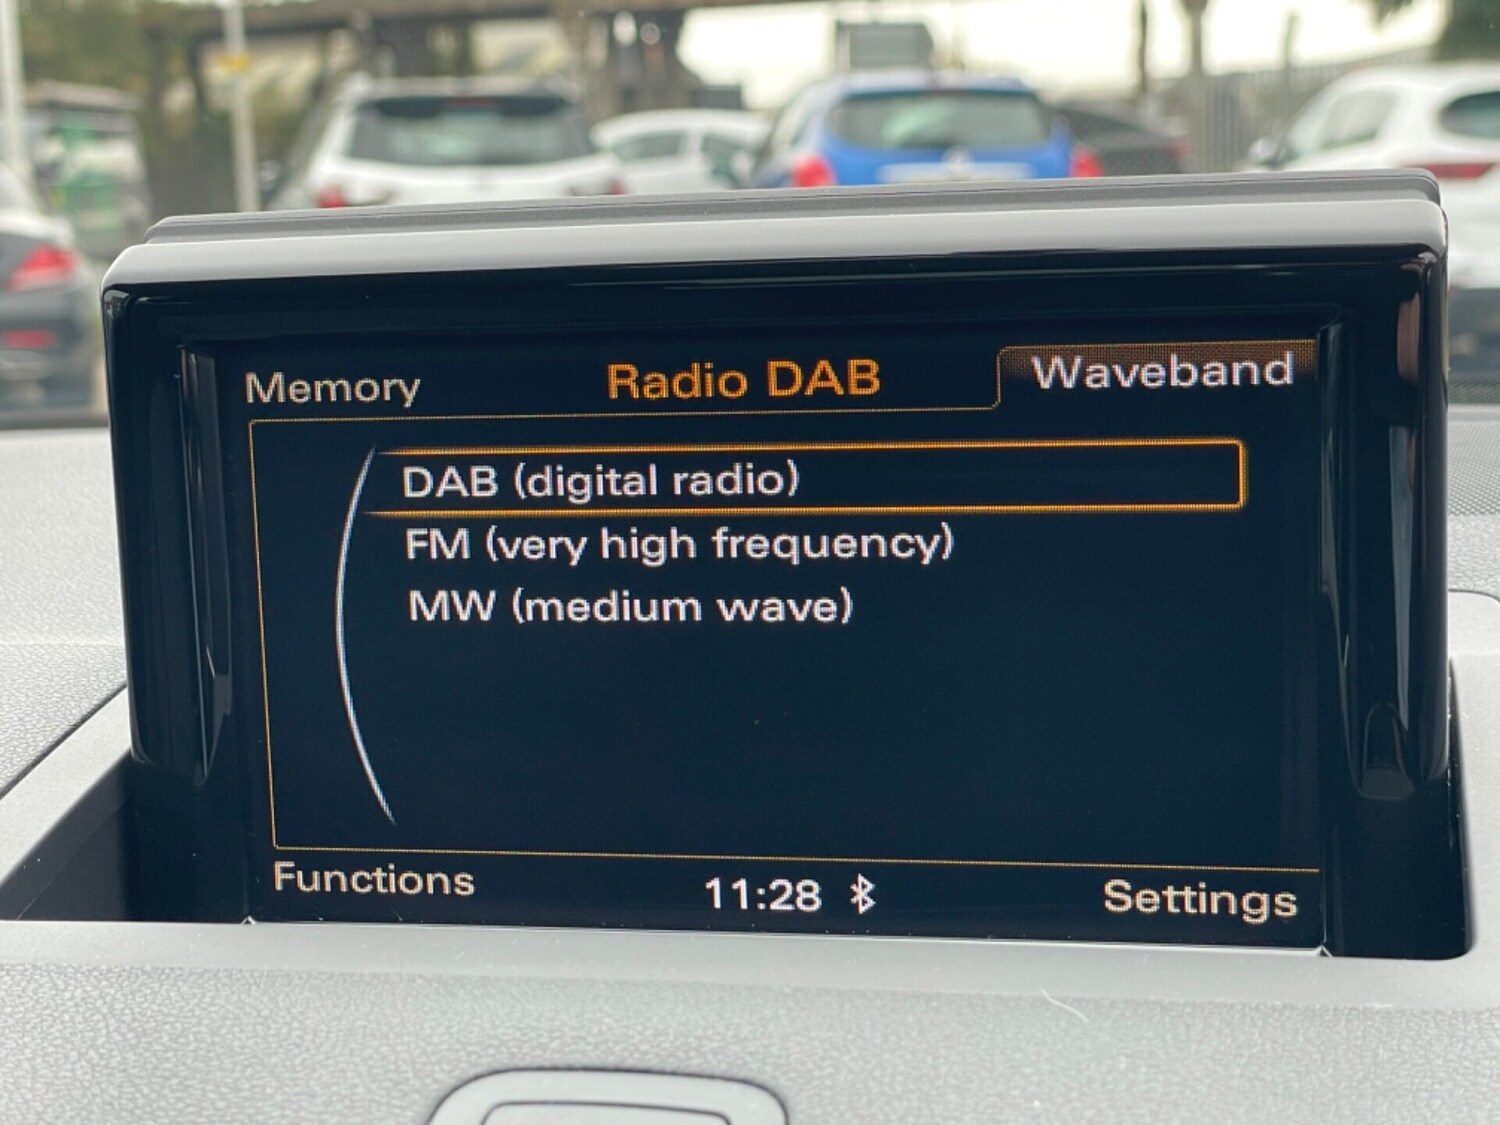 Memory Radio DAB Waveband
DAB (digital radio)
FM (very high frequency)
MW (medium wave)
Functions 11:28 Settings